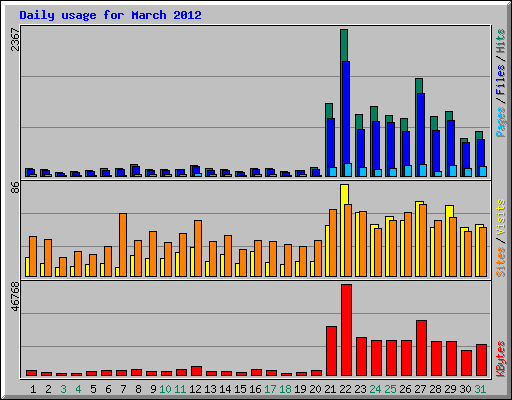 Daily usage for March 2012
2367
Pages / Files / Hits
86
Sites / Visits
46768
KBytes
1 2 3 4 5 6 7 8 9 10 11 12 13 14 15 16 17 18 19 20 21 22 23 24 25 26 27 28 29 30 31